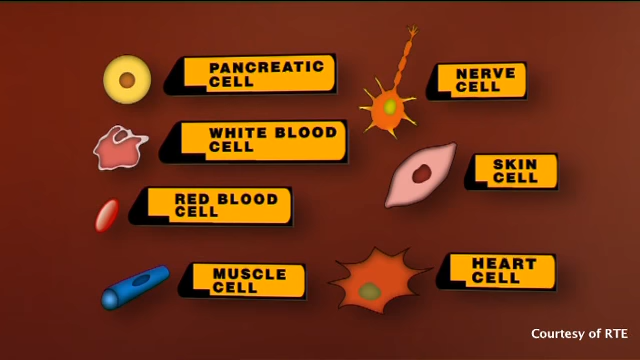 PANCREATIC
CELL
WHITE BLOOD
CELL
RED BLOOD
CELL
MUSCLE
CELL
NERVE
CELL
SKIN
CELL
HEART
CELL
Courtesy of RTE